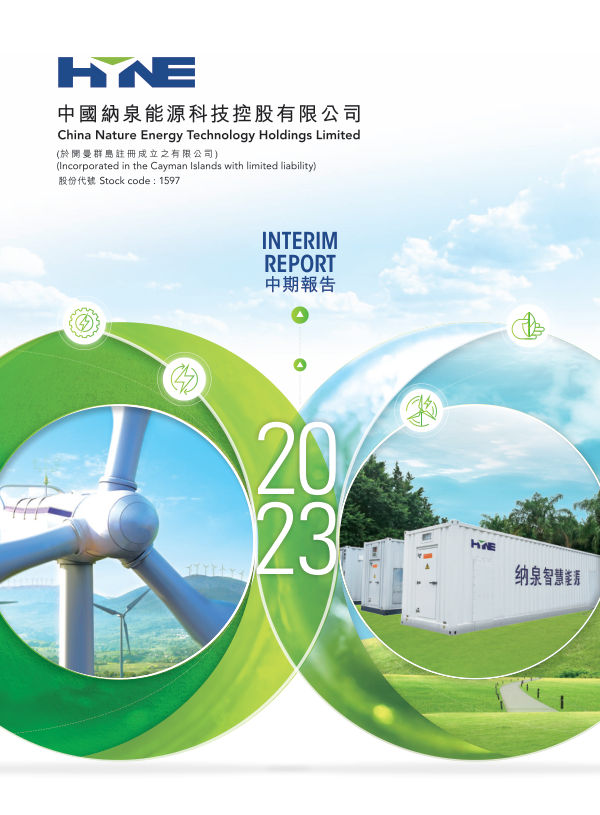 HYNE
中國納泉能源科技控股有限公司
China Nature Energy Technology Holdings Limited
(於開曼群島註冊成立之有限公司)
(Incorporated in the Cayman Islands with limited liability)
股份代號 Stock code : 1597
INTERIM
REPORT
中期報告
20
23
HYNE
纳泉智慧能源